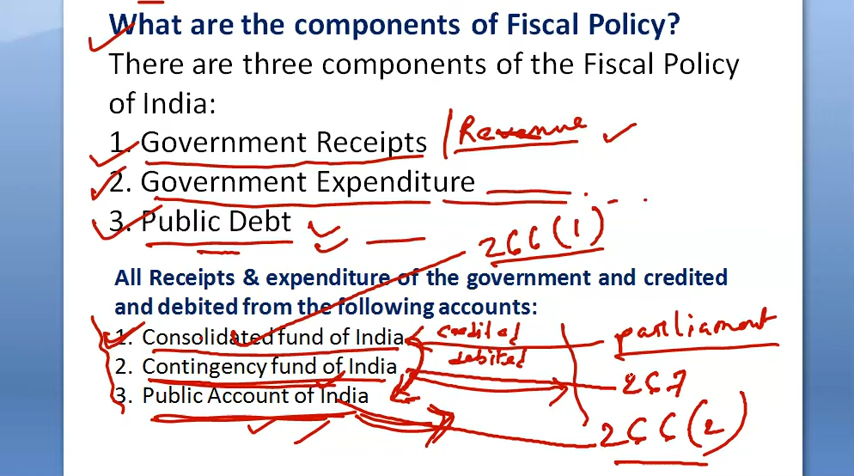 What are the components of Fiscal Policy?
There are three components of the Fiscal Policy
of India:
1. Government Receipts | Revenue
2. Government Expenditure
3. Public Debt
266(1)
All Receipts & expenditure of the government and credited
and debited from the following accounts:
1. Consolidated fund of India credited parliament
debited
2. Contingency fund of India 267
3. Public Account of India
266(2)